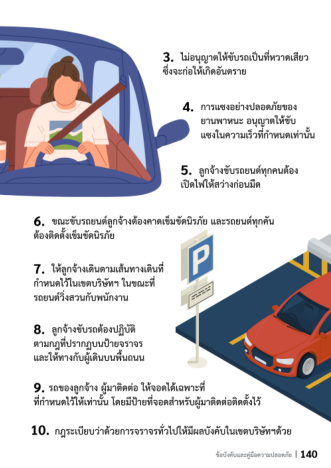 3. ไม่อนุญาตให้ขับรถเป็นที่หวาดเสียว
ซึ่งจะก่อให้เกิดอันตราย
4. การแซงอย่างปลอดภัยของ
ยานพาหนะ อนุญาตให้ขับ
แซงในความเร็วที่กำหนดเท่านั้น
5. ลูกจ้างขับรถยนต์ทุกคนต้อง
เปิดไฟให้สว่างก่อนมืด
6. ขณะขับรถยนต์ลูกจ้างต้องคาดเข็มขัดนิรภัย และรถยนต์ทุกคัน
ต้องติดตั้งเข็มขัดนิรภัย
P
7. ให้ลูกจ้างเดินตามเส้นทางเดินที่
กำหนดไว้ในเขตบริษัทฯ ในขณะที่
รถยนต์วิ่งสวนกับพนักงาน
8. ลูกจ้างขับรถต้องปฏิบัติ
ตามกฎที่ปรากฏบนป้ายจราจร
และให้ทางกับผู้เดินบนพื้นถนน
9. รถของลูกจ้าง ผู้มาติดต่อ ให้จอดได้เฉพาะที่
ที่กำหนดไว้ให้เท่านั้น โดยมีป้ายที่จอดสำหรับผู้มาติดต่อติดตั้งไว้
10. กฎระเบียบว่าด้วยการจราจรทั่วไปให้มีผลบังคับในเขตบริษัทฯด้วย
ข้อบังคับและคู่มือความปลอดภัย | 140